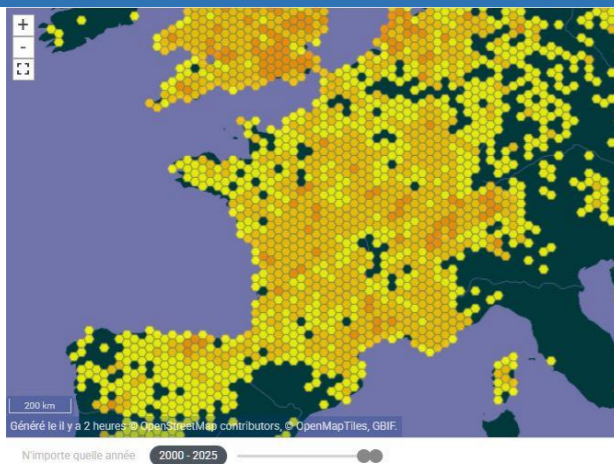 +
-
200 km
Généré le il y a 2 heures © OpenStreetMap contributors, © OpenMapTiles, GBIF.
N'importe quelle année 2000 - 2025